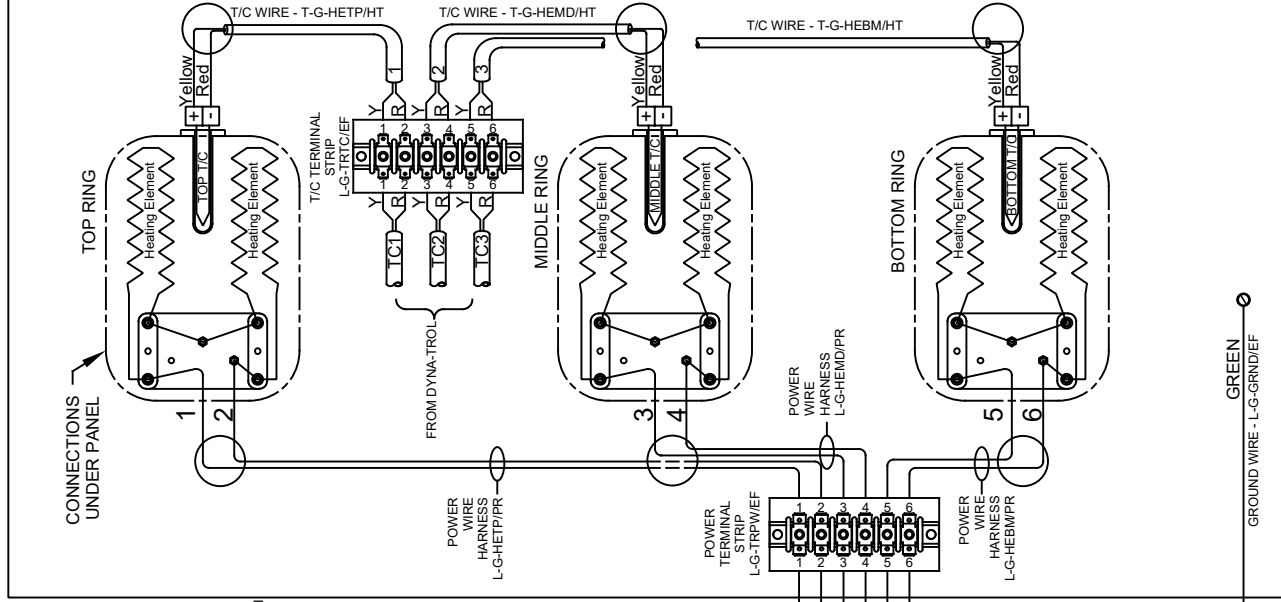 T/C WIRE - T-G-HETP/HT
T/C WIRE - T-G-HEMD/HT
T/C WIRE - T-G-HEBM/HT
Yellow
Red
+ -
TOP T/C
Heating Element
Heating Element
TOP RING
CONNECTIONS
UNDER PANEL
1
2
1
2
3
Y R Y R Y R
1 2 3 4 5 6
T/C TERMINAL
STRIP
L-G-TRTC/EF
1 2 3 4 5 6
Y R Y R Y R
TC1
TC2
TC3
FROM DYNA-TROL
Yellow
Red
+ -
MIDDLE T/C
Heating Element
Heating Element
MIDDLE RING
3
4
Yellow
Red
+ -
BOTTOM T/C
Heating Element
Heating Element
BOTTOM RING
5
6
POWER
WIRE
HARNESS
L-G-HETP/PR
POWER
WIRE
HARNESS
L-G-HEMD/PR
POWER
WIRE
HARNESS
L-G-HEBM/PR
POWER
TERMINAL
STRIP
L-G-TRPW/EF
1 2 3 4 5 6
1 2 3 4 5 6
GREEN
GROUND WIRE - L-G-GRND/EF